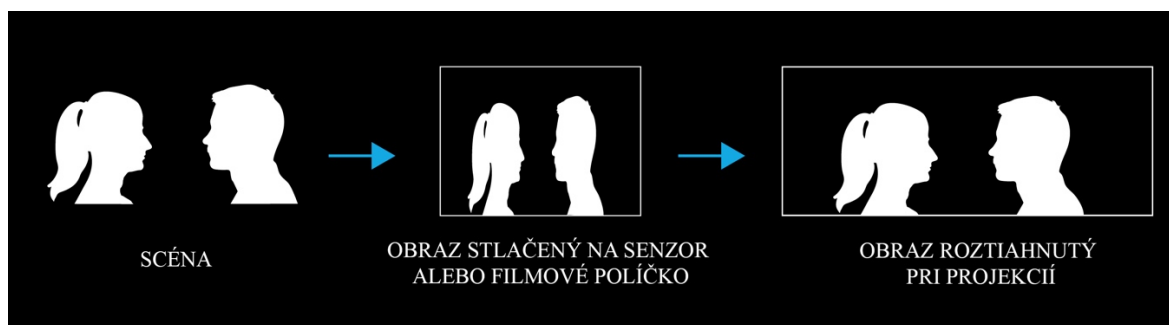 SCÉNA
OBRAZ STLAČENÝ NA SENZOR
ALEBO FILMOVÉ POLÍČKO
OBRAZ ROZTIAHNUTÝ
PRI PROJEKCIÍ